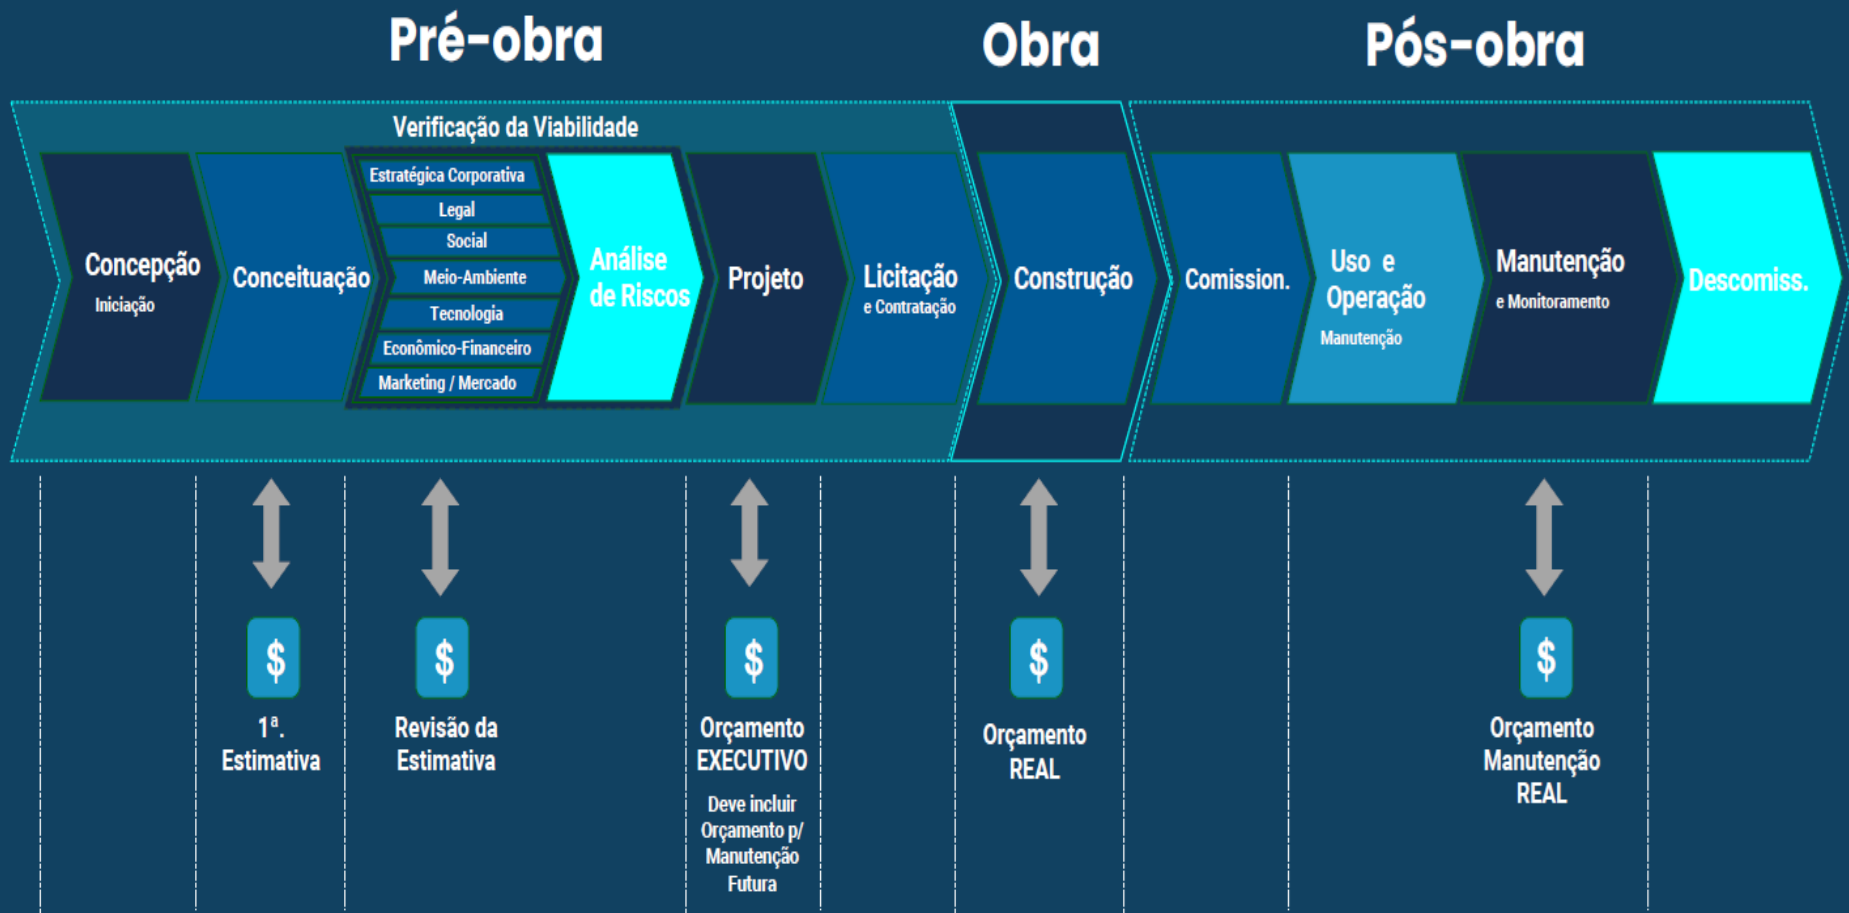 Pré-obra
Obra
Pós-obra
Verificação da Viabilidade
Concepção
Iniciação
Conceituação
Estratégica Corporativa
Legal
Social
Meio-Ambiente
Tecnologia
Econômico-Financeiro
Marketing / Mercado
Análise
de Riscos
Projeto
Licitação
e Contratação
Construção
Comission.
Uso e
Operação
Manutenção
Manutenção
e Monitoramento
Descomiss.
$
1ª.
Estimativa
$
Revisão da
Estimativa
$
Orçamento
EXECUTIVO
Deve incluir
Orçamento p/
Manutenção
Futura
$
Orçamento
REAL
$
Orçamento
Manutenção
REAL